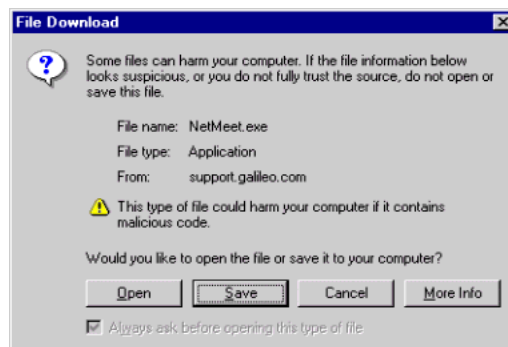 File Download
Some files can harm your computer. If the file information below
looks suspicious, or you do not fully trust the source, do not open or
save this file.
File name: NetMeet.exe
File type: Application
From: support.galileo.com
This type of file could harm your computer if it contains
malicious code.
Would you like to open the file or save it to your computer?
Open Save Cancel More Info
Always ask before opening this type of file